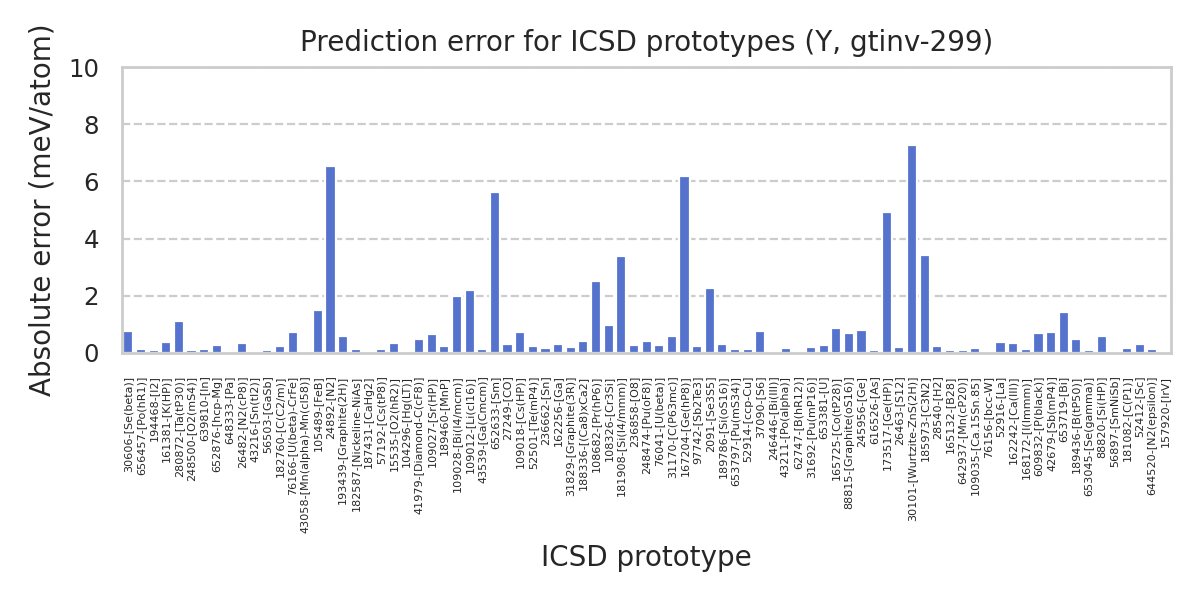 Prediction error for ICSD prototypes (Y, gtinv-299)
Absolute error (meV/atom)
10
8
6
4
2
0
30606-[Se(beta)]
656457-[Po(hR1)]
194468-[I2]
161381-[K(HP)]
280872-[Ta(tP30)]
248500-[O2(mS4)]
639810-[In]
652876-[hcp-Mg]
648333-[Pa]
26482-[N2(cP8)]
43216-[Sn(tI2)]
56503-[GaSb]
182760-[C(C2/m)]
76166-[U(beta)-CrFe]
43058-[Mn(alpha)-Mn(cI58)]
105489-[FeB]
24892-[N2]
193439-[Graphite(2H)]
182587-[Nickeline-NiAs]
187431-[CaHg2]
57192-[Cs(tP8)]
15535-[O2(hR2)]
104296-[Hg(LT)]
41979-[Diamond-C(cF8)]
109027-[Sr(HP)]
189460-[MnP]
109028-[Bi(I4/mcm)]
109012-[Li(cI16)]
43539-[Ga(Cmcm)]
652633-[Sm]
27249-[CO]
109018-[Cs(HP)]
52501-[Te(mP4)]
236662-[Sn]
162256-[Ga]
31829-[Graphite(3R)]
188336-[(Ca8)xCa2]
108682-[Pr(hP6)]
108326-[Cr3Si]
181908-[Si(I4/mmm)]
236858-[O8]
248474-[Pu(oF8)]
76041-[U(beta)]
31170-[C(P63mc)]
167204-[Ge(hP8)]
97742-[Sb2Te3]
2091-[Se3S5]
189786-[Si(oS16)]
653797-[Pu(mS34)]
52914-[ccp-Cu]
37090-[S6]
246446-[Bi(III)]
43211-[Po(alpha)]
62747-[B(hR12)]
31692-[Pu(mP16)]
653381-[U]
165725-[Co(tP28)]
88815-[Graphite(oS16)]
245956-[Ge]
616526-[As]
26463-[S12]
173517-[Ge(HP)]
30101-[Wurtzite-ZnS(2H)]
185973-[C3N2]
28540-[H2]
165132-[B28]
642937-[Mn(cP20)]
109035-[Ca.15Sn.85]
76156-[bcc-W]
52916-[La]
162242-[Ca(III)]
168172-[I(Immm)]
609832-[P(black)]
42679-[Sb(mP4)]
653719-[Bi]
189436-[B(tP50)]
653045-[Se(gamma)]
88820-[Si(HP)]
56897-[SmNiSb]
181082-[C(P1)]
52412-[Sc]
644520-[N2(epsilon)]
157920-[IrV]
ICSD prototype